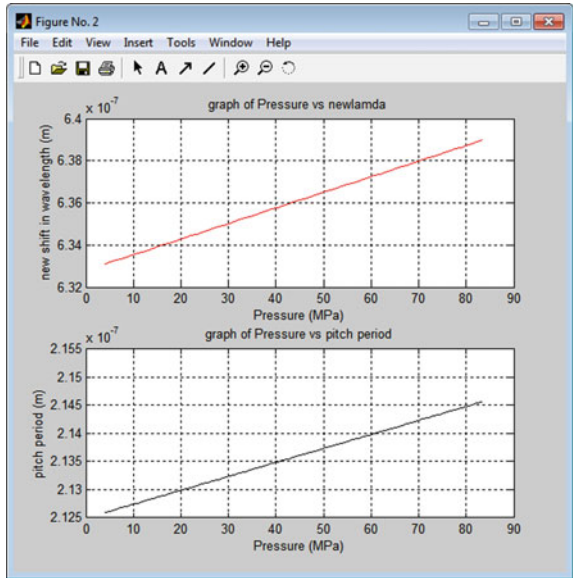 Figure No. 2
File Edit View Insert Tools Window Help
A
graph of Pressure vs newlamda
x 10^-7
6.4
6.38
6.36
6.34
6.32
new shift in wavelength (m)
0 10 20 30 40 50 60 70 80 90
Pressure (MPa)
graph of Pressure vs pitch period
x 10^-7
2.155
2.15
2.145
2.14
2.135
2.13
2.125
pitch period (m)
0 10 20 30 40 50 60 70 80 90
Pressure (MPa)